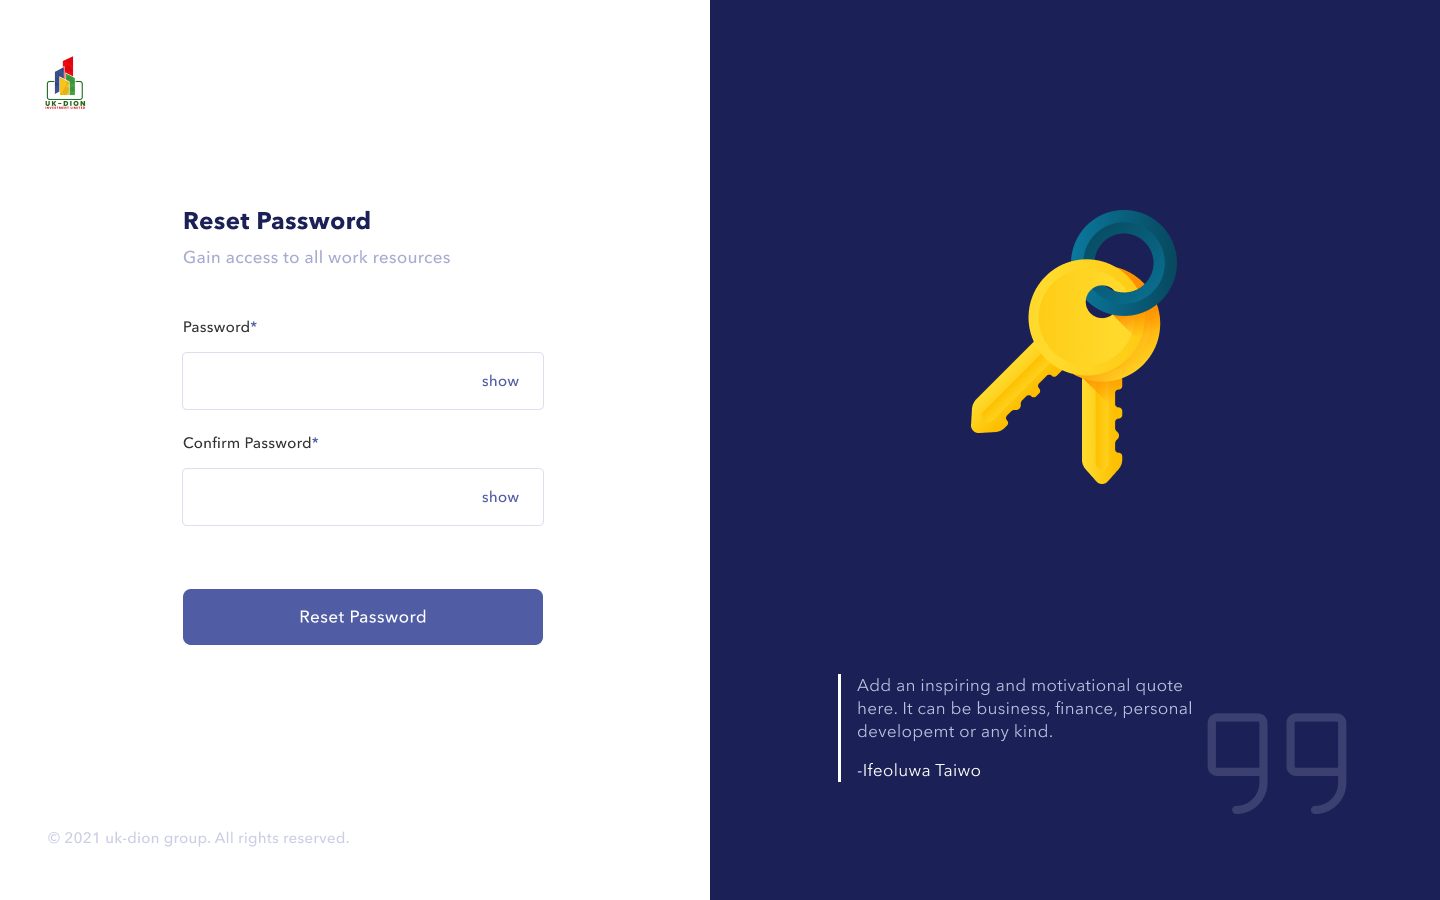 UK-DION
INVESTMENT LIMITED
Reset Password
Gain access to all work resources
Password*
show
Confirm Password*
show
Reset Password
© 2021 uk-dion group. All rights reserved.
Add an inspiring and motivational quote
here. It can be business, finance, personal
developemt or any kind.
-Ifeoluwa Taiwo